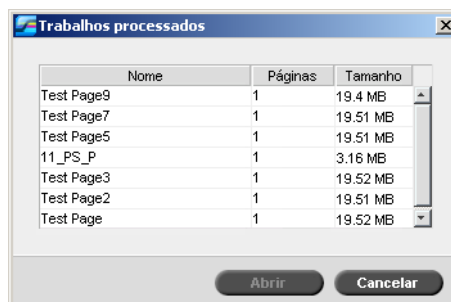 Trabalhos processados
Nome Páginas Tamanho
Test Page9 1 19.4 MB
Test Page7 1 19.51 MB
Test Page5 1 19.51 MB
11_PS_P 1 3.16 MB
Test Page3 1 19.52 MB
Test Page2 1 19.51 MB
Test Page 1 19.52 MB
Abrir Cancelar